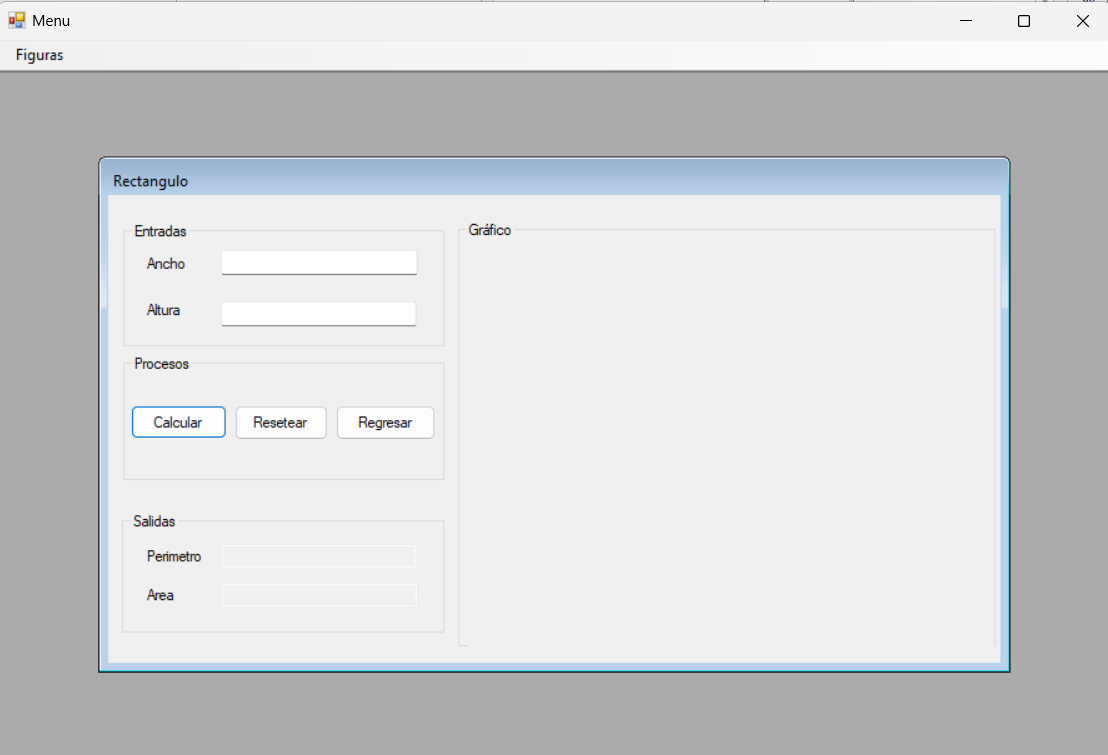 Menu
Figuras
Rectangulo
Entradas
Ancho
Altura
Procesos
Calcular
Resetear
Regresar
Salidas
Perimetro
Area
Gráfico